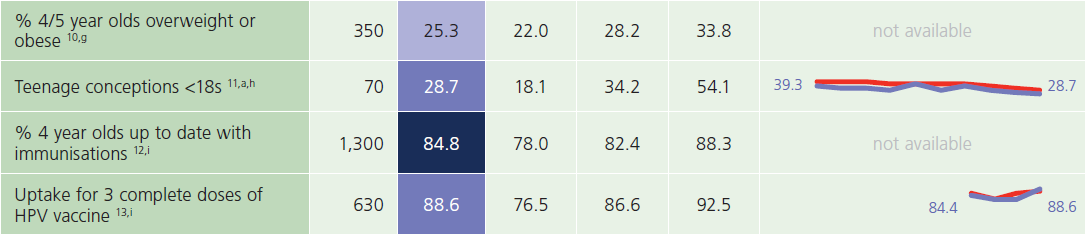 % 4/5 year olds overweight or
obese 10,g 350 25.3 22.0 28.2 33.8 not available
Teenage conceptions <18s 11,a,h 70 28.7 18.1 34.2 54.1 39.3 28.7
% 4 year olds up to date with
immunisations 12,i 1,300 84.8 78.0 82.4 88.3 not available
Uptake for 3 complete doses of
HPV vaccine 13,i 630 88.6 76.5 86.6 92.5 84.4 88.6